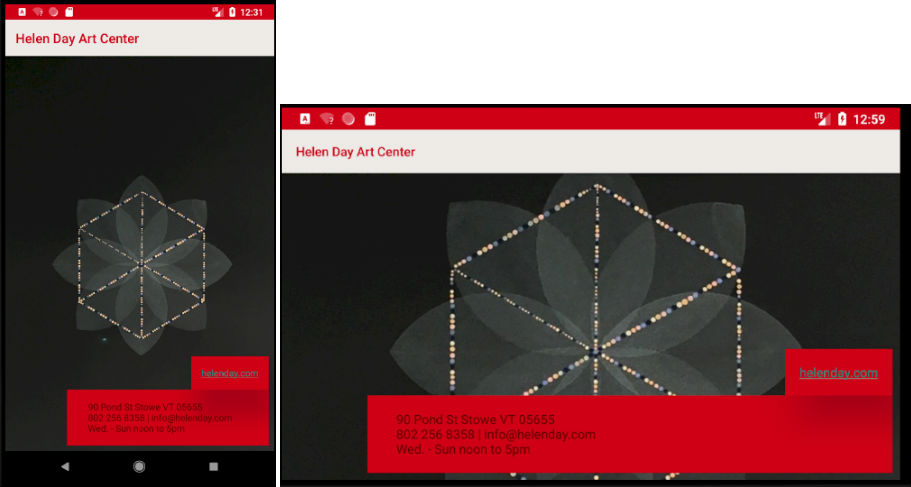 12:31
Helen Day Art Center
helenday.com
90 Pond St Stowe VT 05655
802 256 8358 | info@helenday.com
Wed. - Sun noon to 5pm
LTE 12:59
Helen Day Art Center
helenday.com
90 Pond St Stowe VT 05655
802 256 8358 | info@helenday.com
Wed. - Sun noon to 5pm